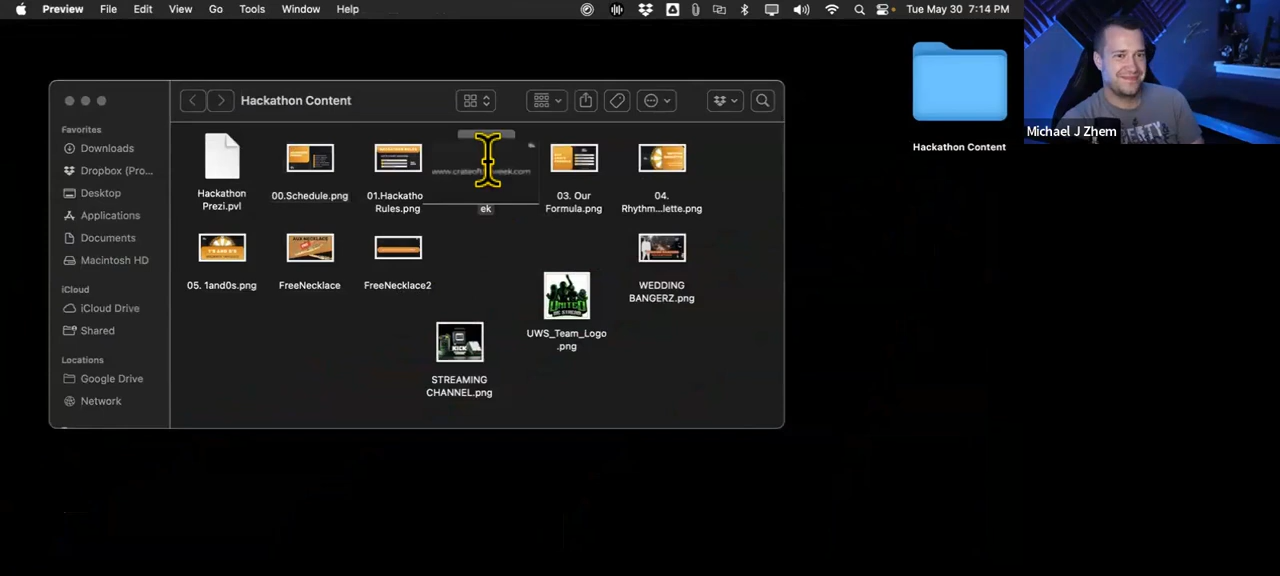 Preview File Edit View Go Tools Window Help Tue May 30 7:14 PM
Hackathon Content
Favorites
Downloads
Dropbox (Pro...
Desktop
Applications
Documents
Macintosh HD
iCloud
iCloud Drive
Shared
Locations
Google Drive
Network
Hackathon
Prezi.pvl
00.Schedule.png
01.Hackatho
Rules.png
ek
03. Our
Formula.png
04.
Rhythm...lette.png
05. 1and0s.png
FreeNecklace
FreeNecklace2
WEDDING
BANGERZ.png
UWS_Team_Logo
.png
STREAMING
CHANNEL.png
Hackathon Content
Michael J Zhem